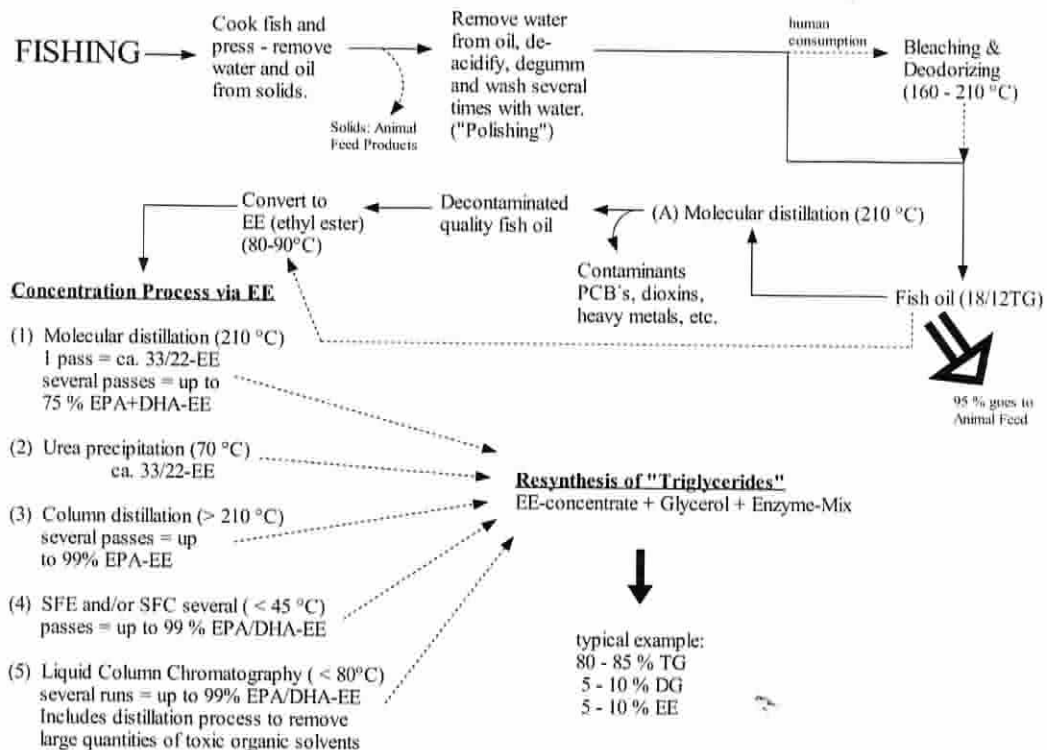 FISHING
Cook fish and
press - remove
water and oil
from solids.
Solids: Animal
Feed Products
Remove water
from oil, de-
acidify, degumm
and wash several
times with water.
("Polishing")
human
consumption
Bleaching &
Deodorizing
(160 - 210 °C)
Convert to
EE (ethyl ester)
(80-90°C)
Decontaminated
quality fish oil
(A) Molecular distillation (210 °C)
Contaminants
PCB's, dioxins,
heavy metals, etc.
Fish oil (18/12TG)
95 % goes to
Animal Feed
Concentration Process via EE
(1) Molecular distillation (210 °C)
1 pass = ca. 33/22-EE
several passes = up to
75 % EPA+DHA-EE
(2) Urea precipitation (70 °C)
ca. 33/22-EE
(3) Column distillation (> 210 °C)
several passes = up
to 99% EPA-EE
(4) SFE and/or SFC several ( < 45 °C)
passes = up to 99 % EPA/DHA-EE
(5) Liquid Column Chromatography ( < 80°C)
several runs = up to 99% EPA/DHA-EE
Includes distillation process to remove
large quantities of toxic organic solvents
Resynthesis of "Triglycerides"
EE-concentrate + Glycerol + Enzyme-Mix
typical example:
80 - 85 % TG
5 - 10 % DG
5 - 10 % EE